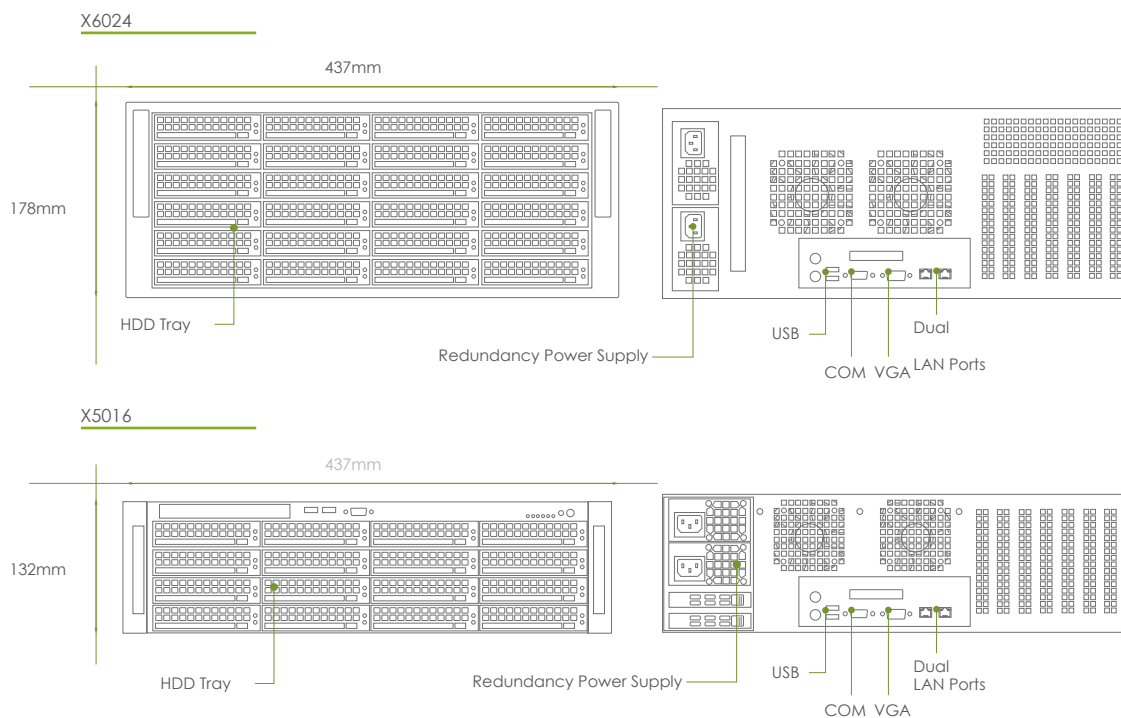 X6024
437mm
178mm
HDD Tray
Redundancy Power Supply
USB
COM VGA
Dual
LAN Ports
X5016
437mm
132mm
HDD Tray
Redundancy Power Supply
USB
COM VGA
Dual
LAN Ports